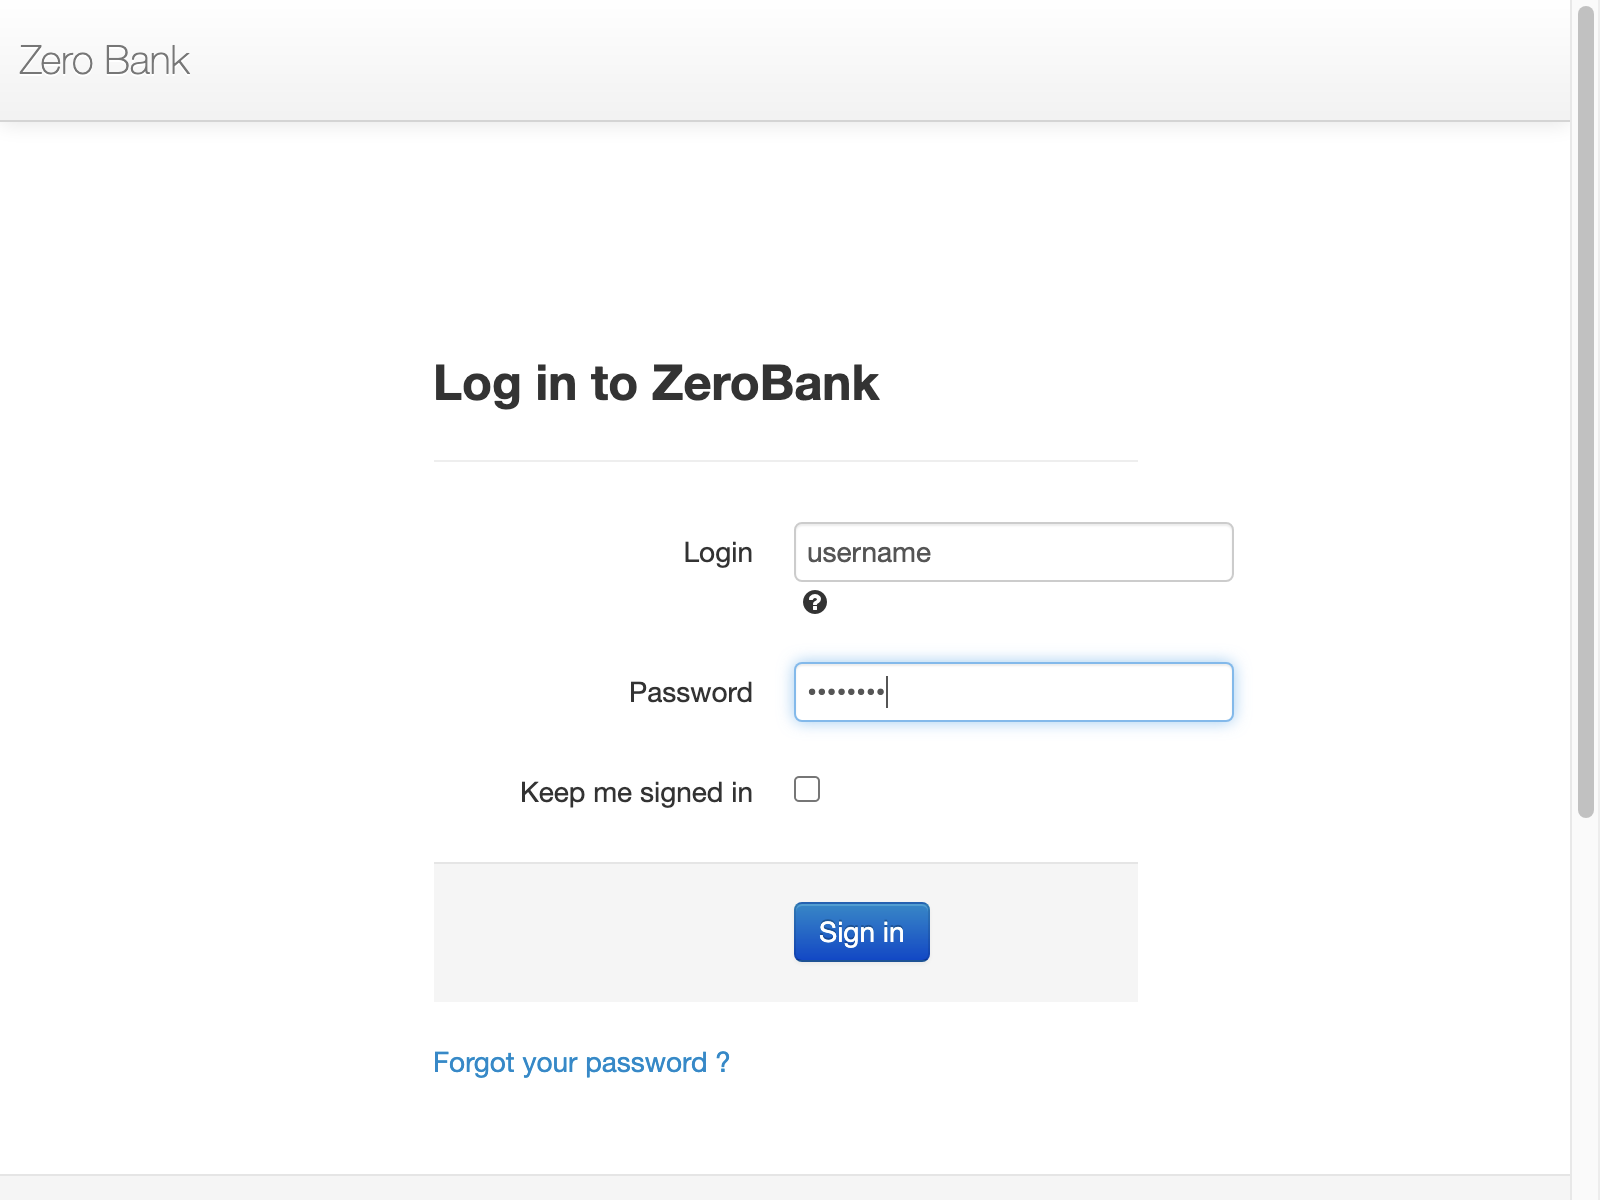 Zero Bank
Log in to ZeroBank
Login
username
Password
••••••••
Keep me signed in
Sign in
Forgot your password ?